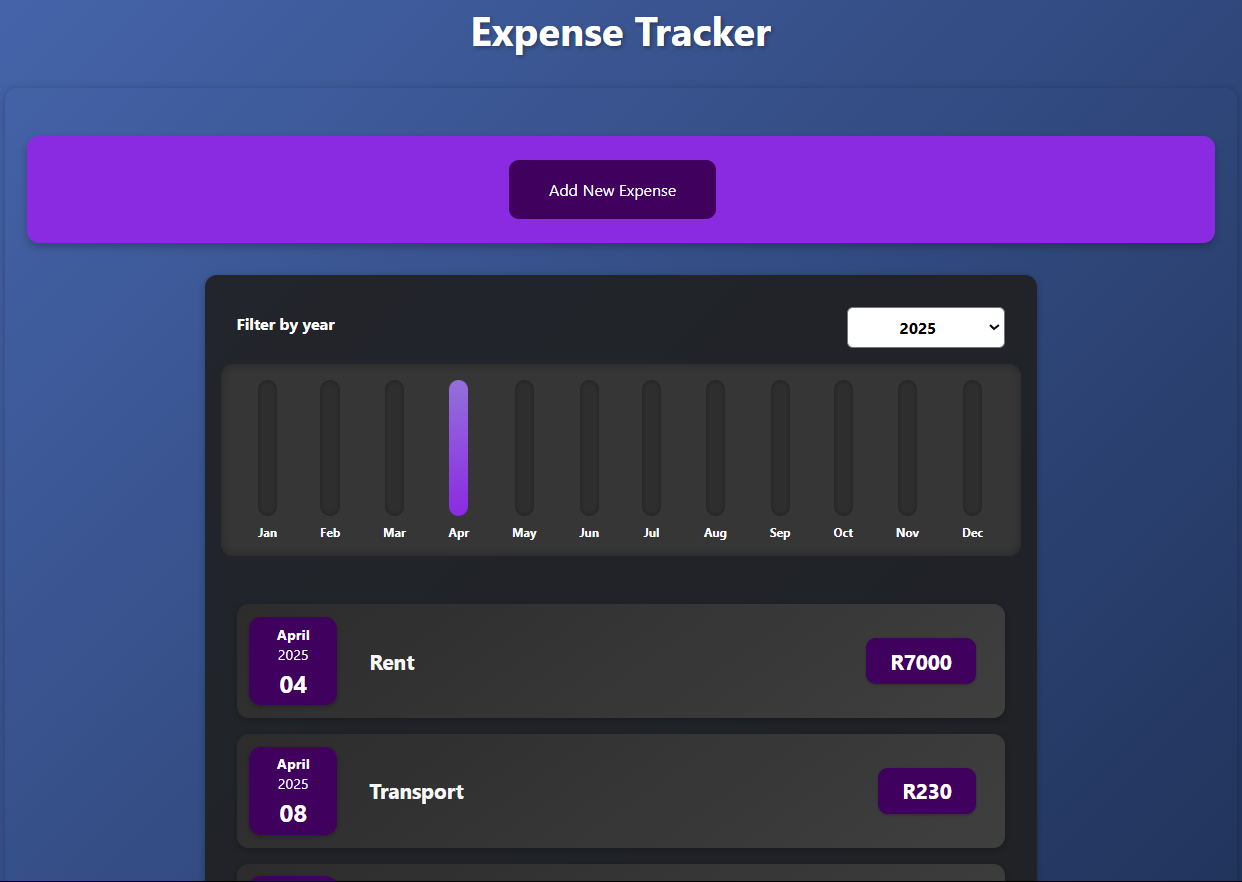 Expense Tracker
Add New Expense
Filter by year
2025
Jan Feb Mar Apr May Jun Jul Aug Sep Oct Nov Dec
April
2025
04
Rent
R7000
April
2025
08
Transport
R230